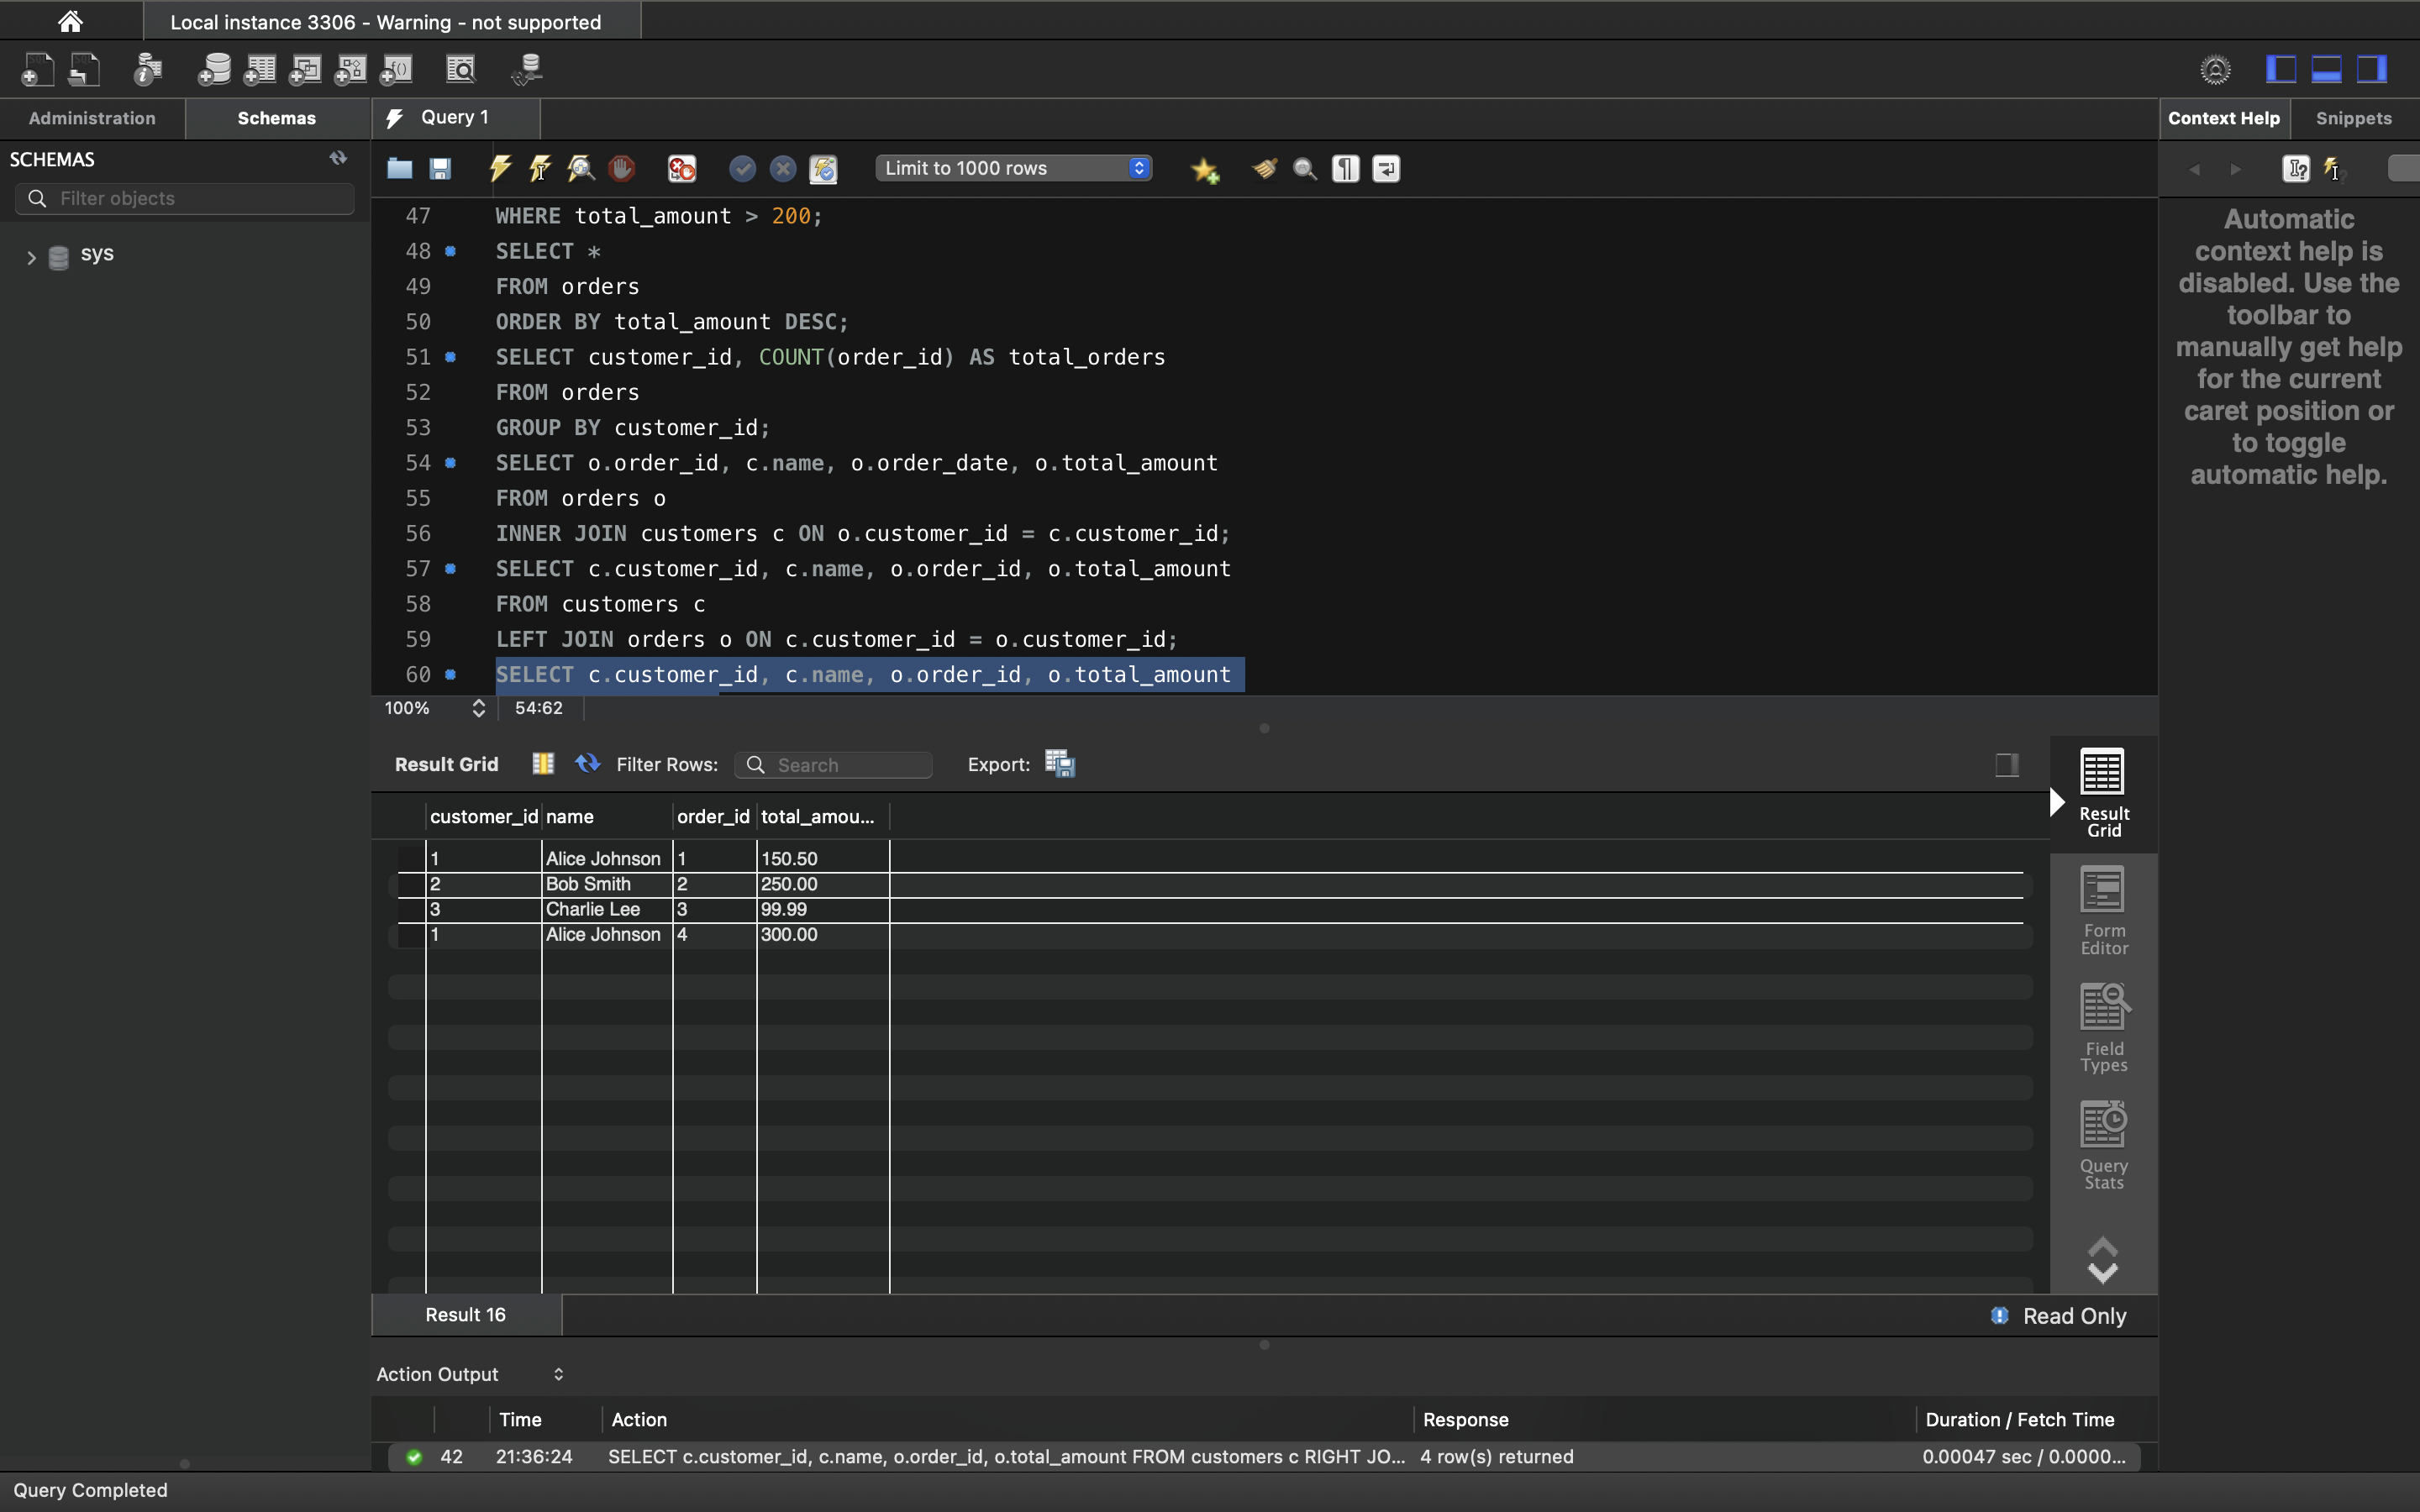 Local instance 3306 - Warning - not supported
Administration
Schemas
Query 1
Context Help
Snippets
SCHEMAS
Filter objects
sys
Limit to 1000 rows
47 WHERE total_amount > 200;
48 SELECT *
49 FROM orders
50 ORDER BY total_amount DESC;
51 SELECT customer_id, COUNT(order_id) AS total_orders
52 FROM orders
53 GROUP BY customer_id;
54 SELECT o.order_id, c.name, o.order_date, o.total_amount
55 FROM orders o
56 INNER JOIN customers c ON o.customer_id = c.customer_id;
57 SELECT c.customer_id, c.name, o.order_id, o.total_amount
58 FROM customers c
59 LEFT JOIN orders o ON c.customer_id = o.customer_id;
60 SELECT c.customer_id, c.name, o.order_id, o.total_amount
100% 54:62
Automatic
context help is
disabled. Use the
toolbar to
manually get help
for the current
caret position or
to toggle
automatic help.
Result Grid Filter Rows: Search Export:
customer_id name order_id total_amou...
1 Alice Johnson 1 150.50
2 Bob Smith 2 250.00
3 Charlie Lee 3 99.99
1 Alice Johnson 4 300.00
Result
Grid
Form
Editor
Field
Types
Query
Stats
Result 16
Read Only
Action Output
Time Action Response Duration / Fetch Time
42 21:36:24 SELECT c.customer_id, c.name, o.order_id, o.total_amount FROM customers c RIGHT JO... 4 row(s) returned 0.00047 sec / 0.0000...
Query Completed